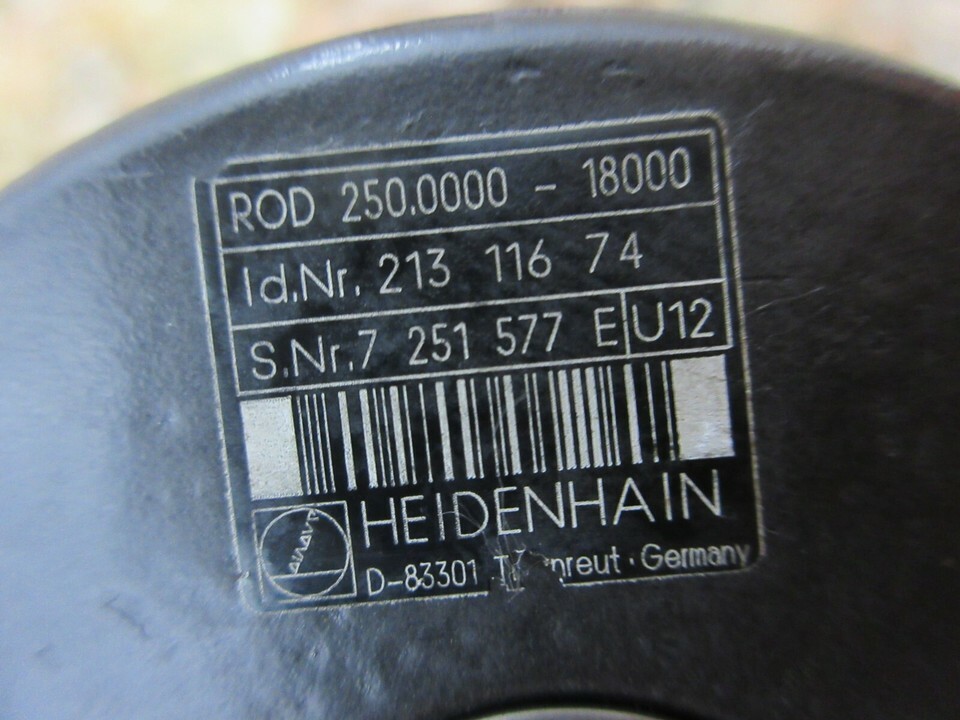 ROD 250.0000 - 18000
Id.Nr. 213 116 74
S.Nr.7 251 577 E U12
HEIDENHAIN
D-83301 · Germany